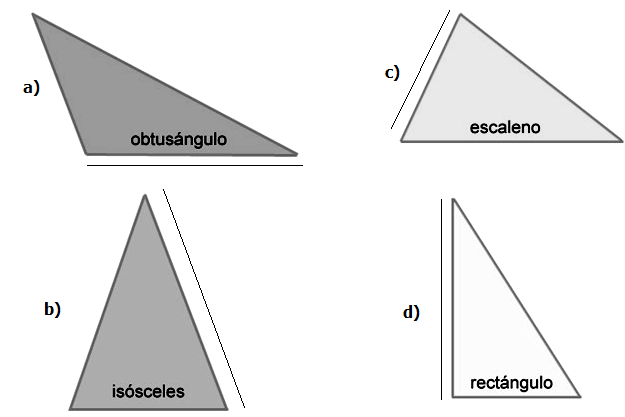 a)
obtusángulo
c)
escaleno
b)
isósceles
d)
rectángulo